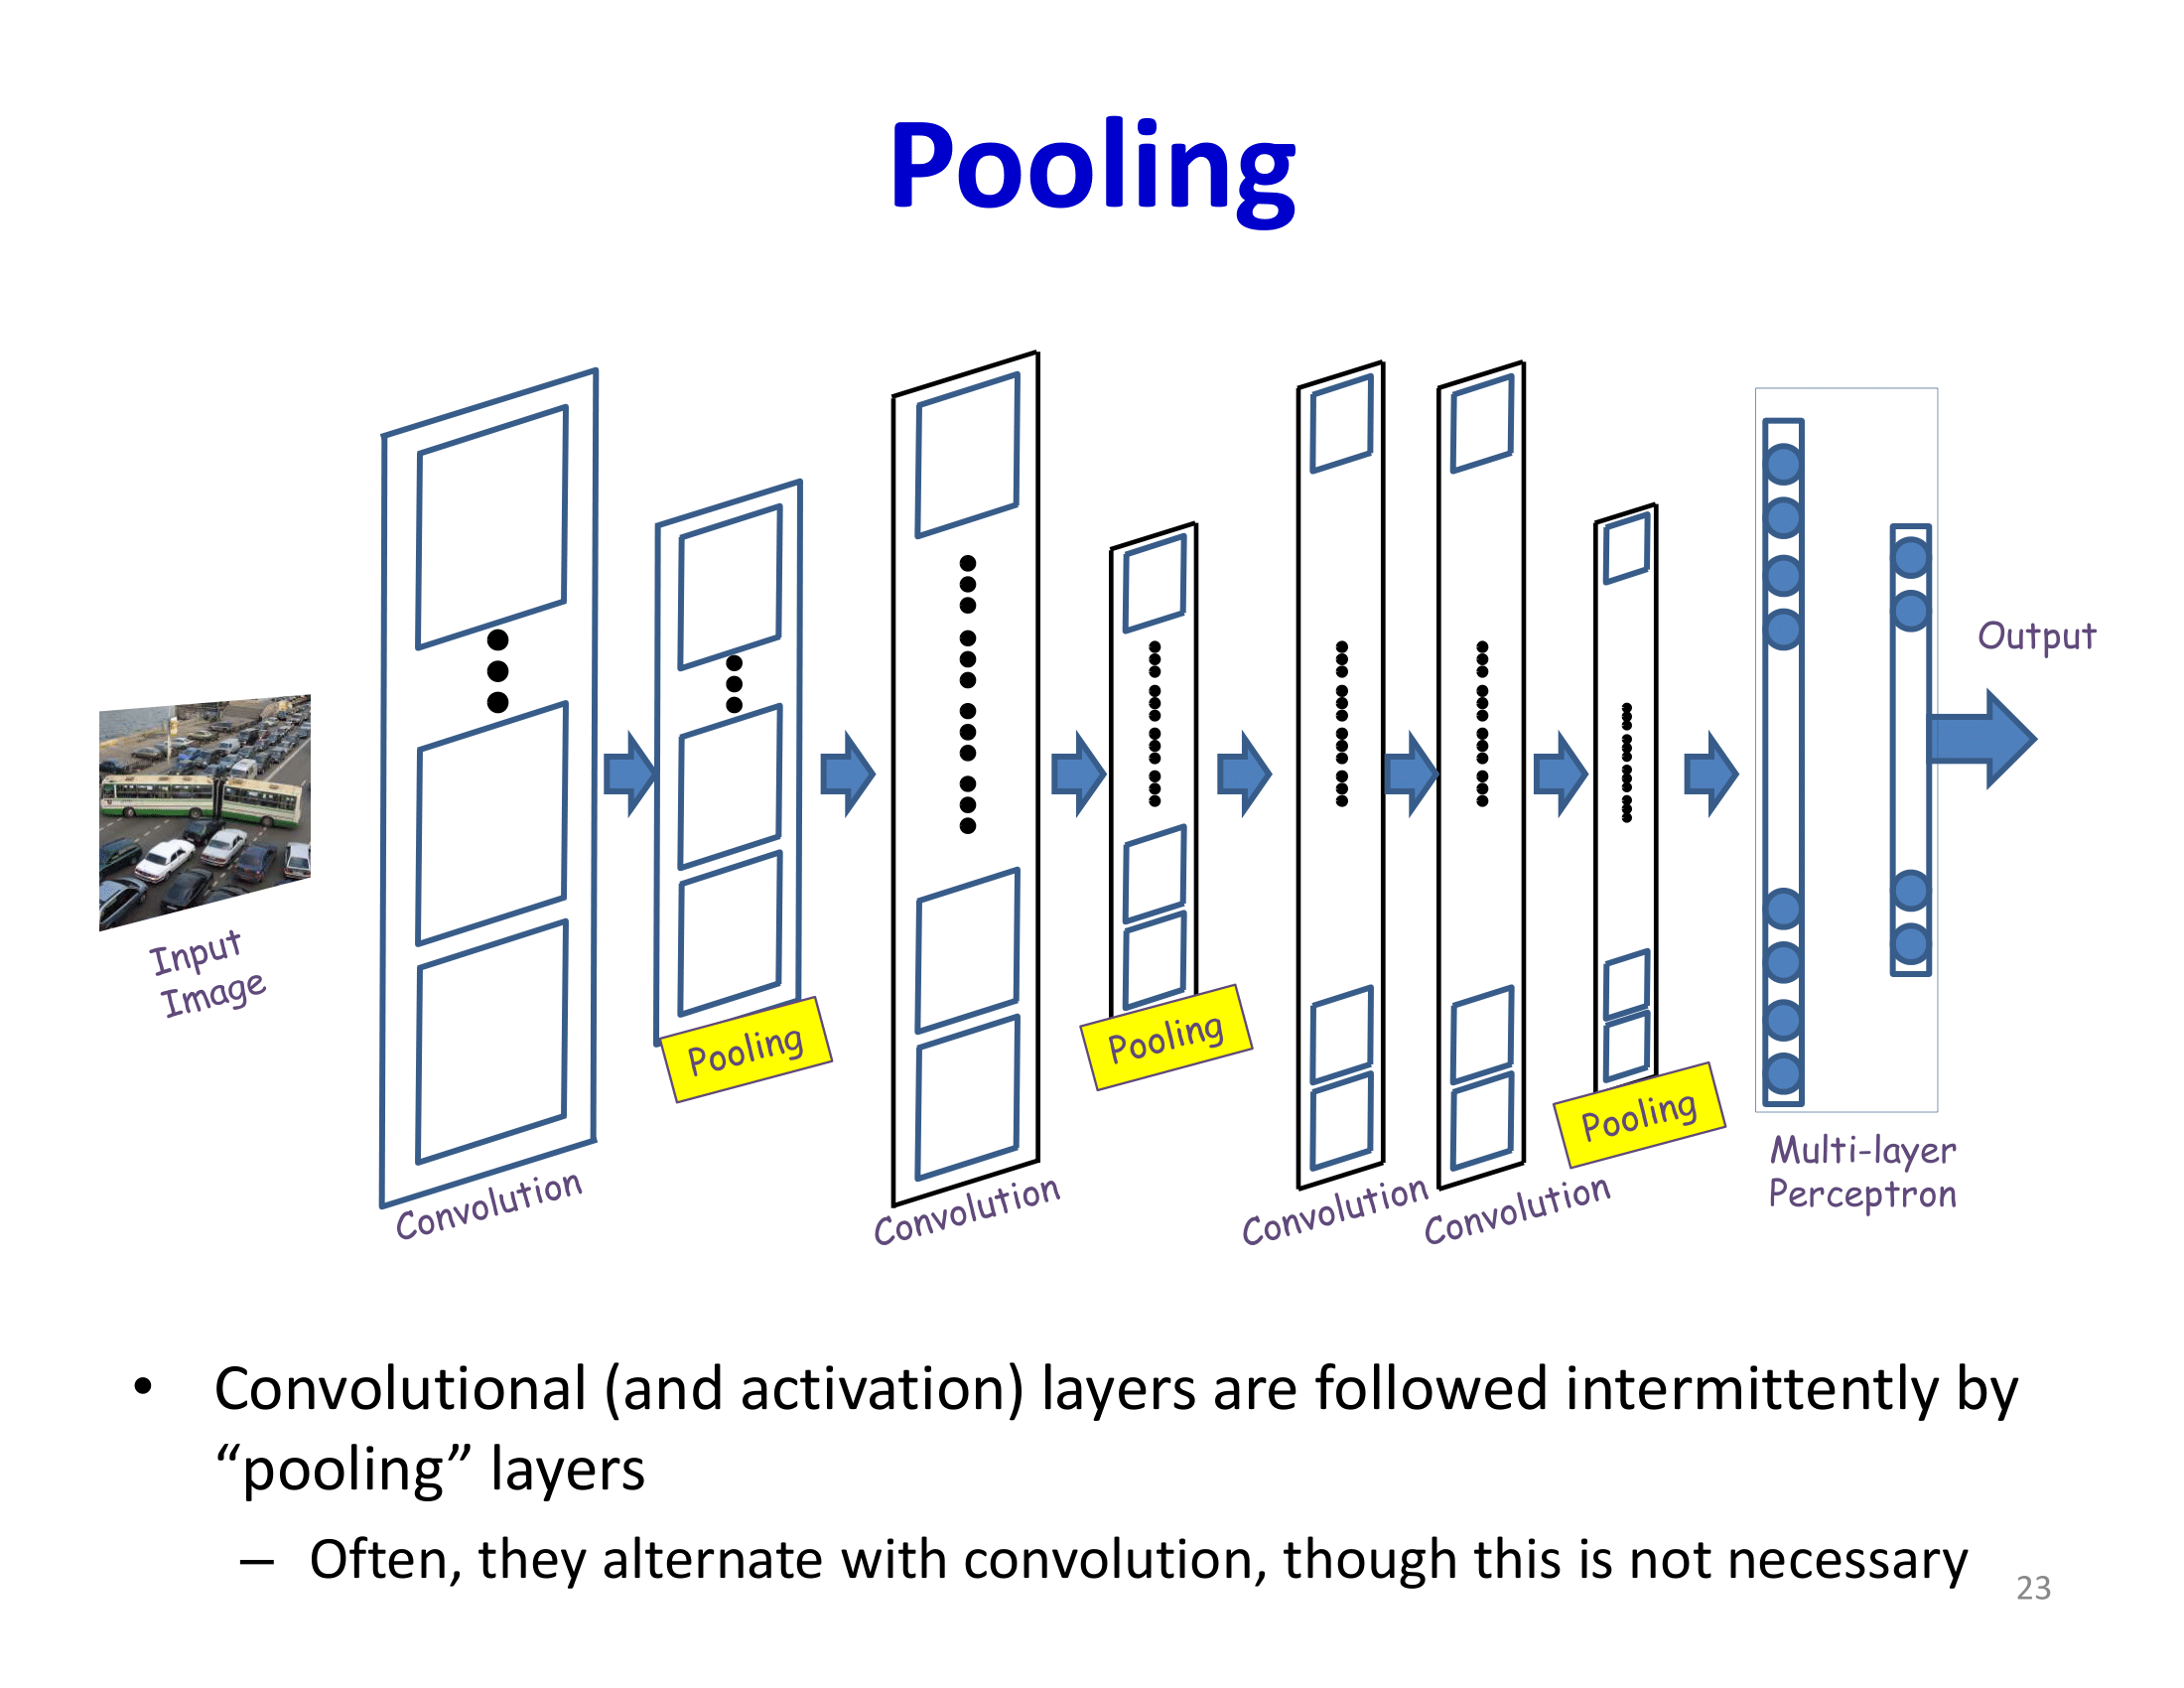 Pooling
Input
Image
Convolution
Pooling
Convolution
Pooling
Convolution
Convolution
Pooling
Multi-layer
Perceptron
Output
• Convolutional (and activation) layers are followed intermittently by
“pooling” layers
– Often, they alternate with convolution, though this is not necessary
23